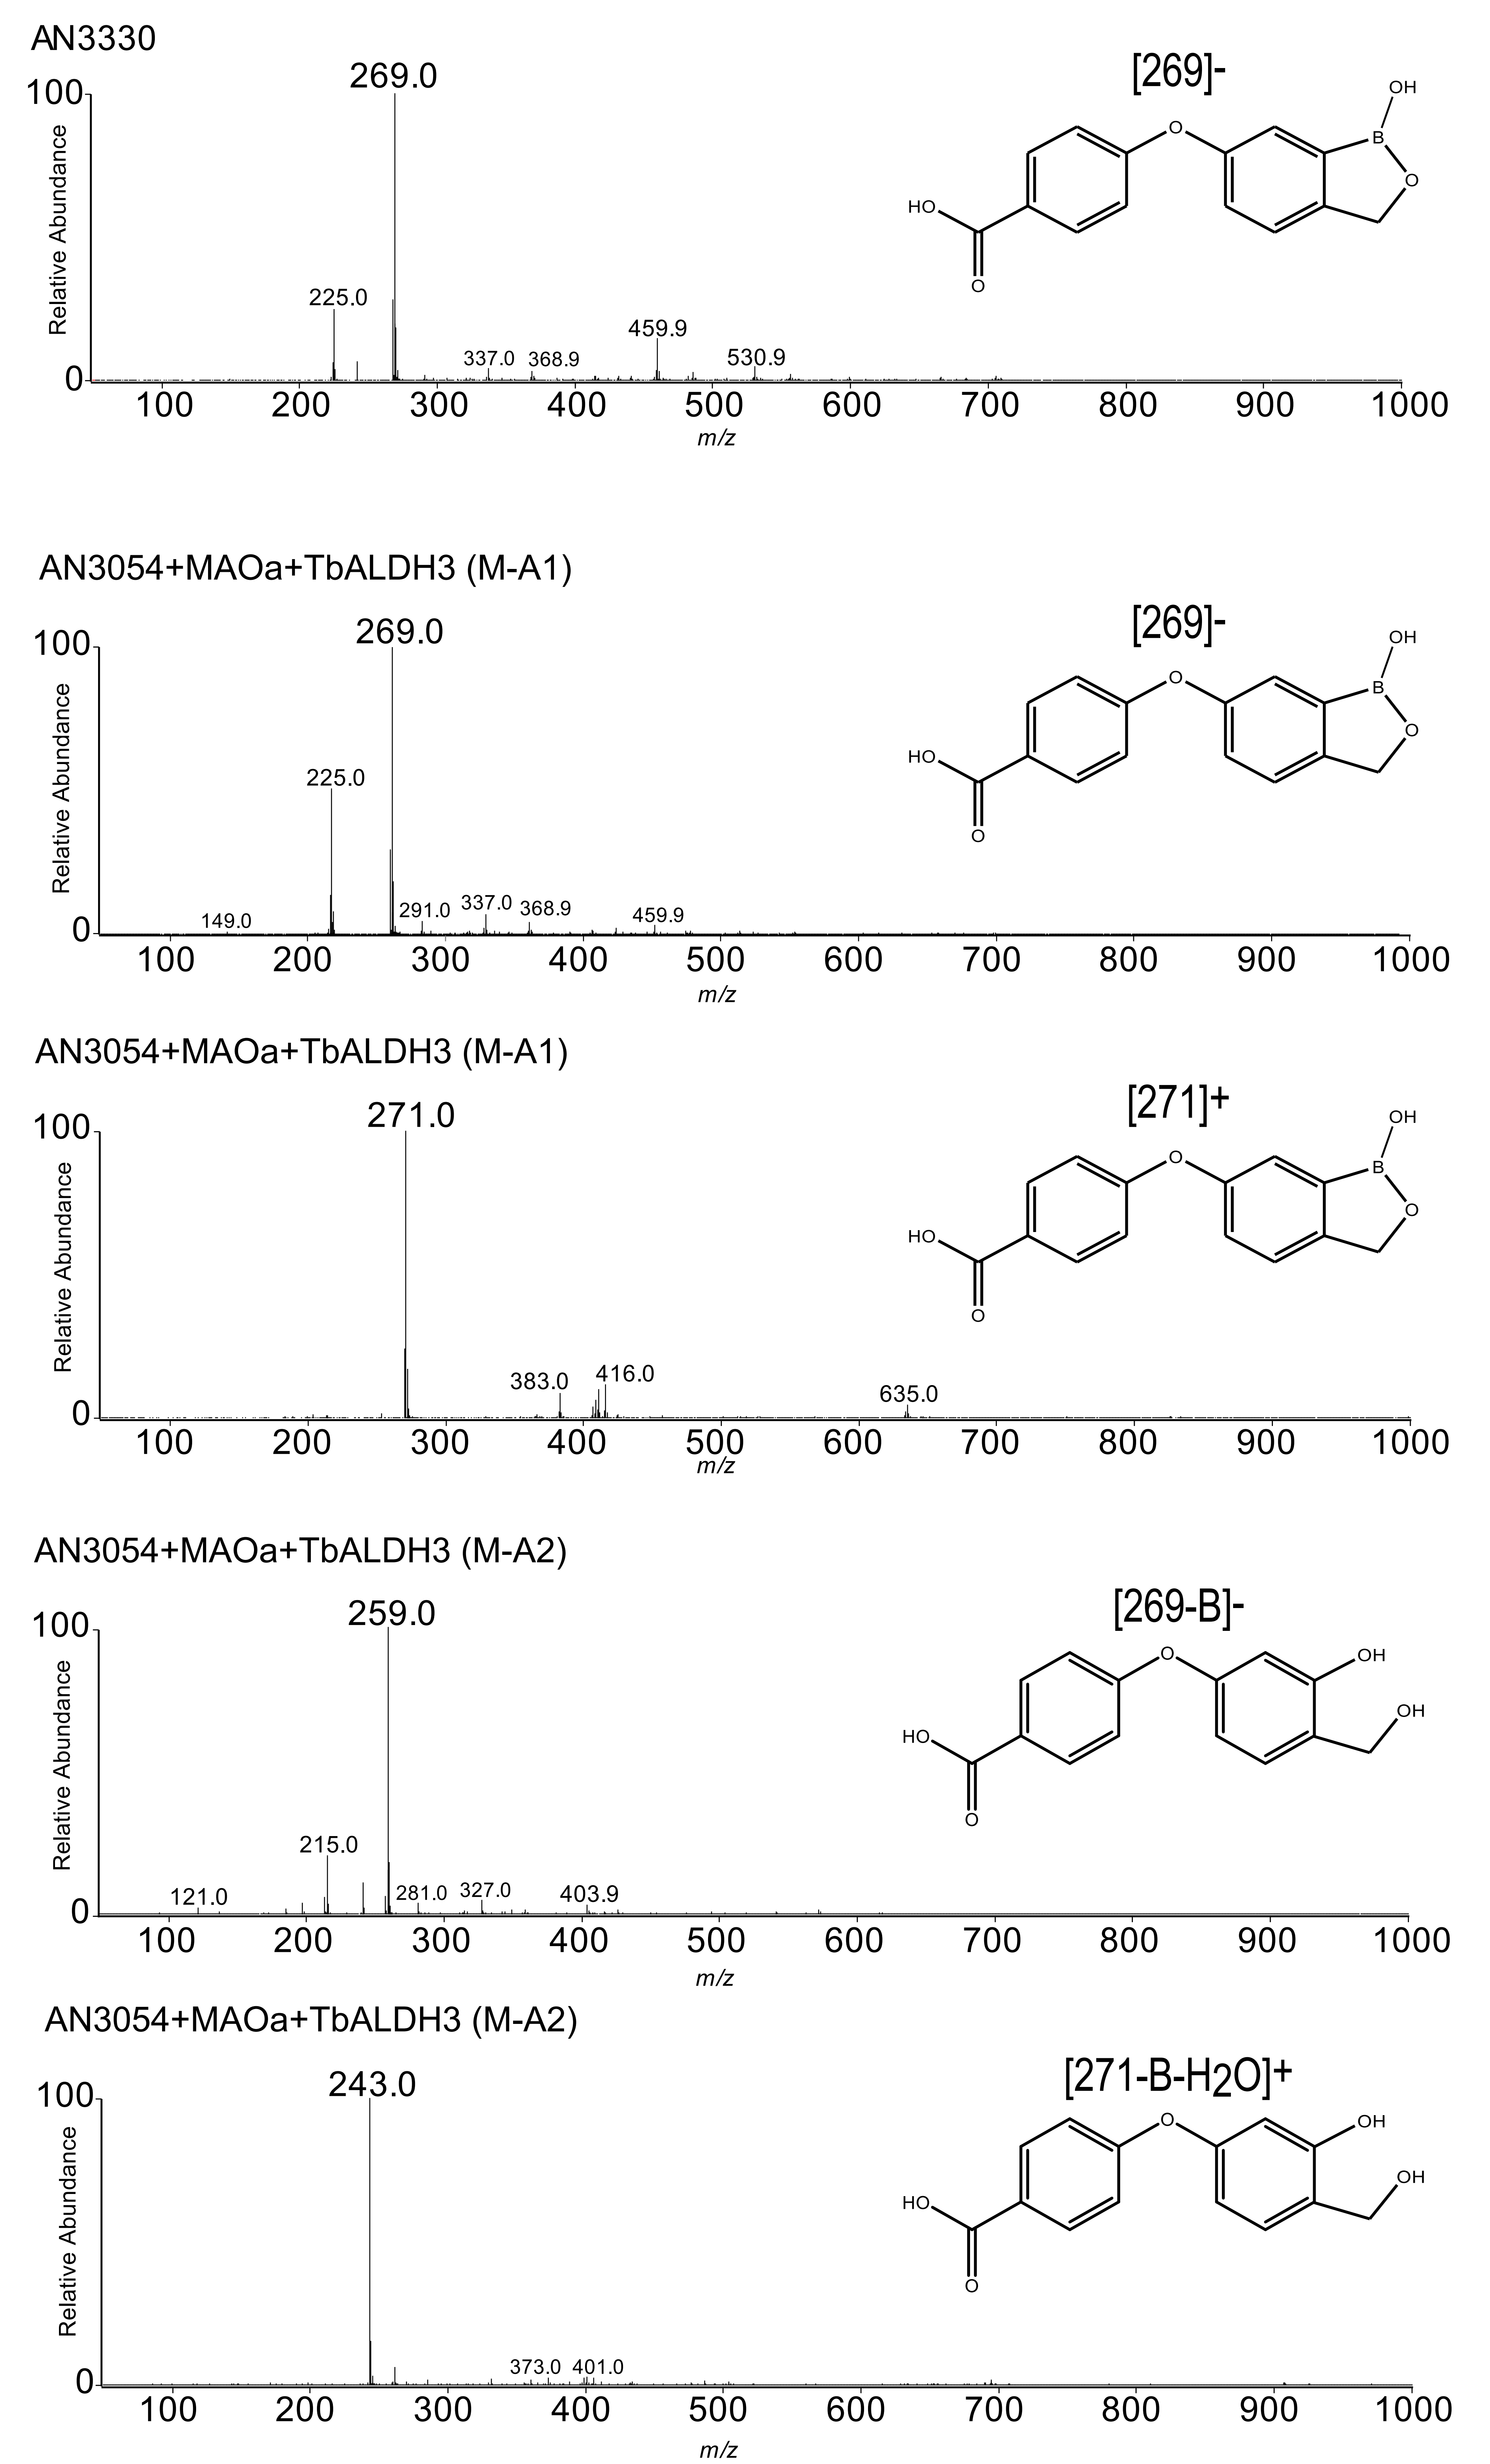 AN3330
269.0
[269]-
100
Relative Abundance
225.0
337.0 368.9
459.9
530.9
0
100 200 300 400 500 600 700 800 900 1000
m/z
OH
B
O
O
HO
O
AN3054+MAOa+TbALDH3 (M-A1)
269.0
[269]-
100
Relative Abundance
225.0
149.0
291.0
337.0
368.9
459.9
0
100 200 300 400 500 600 700 800 900 1000
m/z
OH
B
O
O
HO
O
AN3054+MAOa+TbALDH3 (M-A1)
271.0
[271]+
100
Relative Abundance
383.0
416.0
635.0
0
100 200 300 400 500 600 700 800 900 1000
m/z
OH
B
O
O
HO
O
AN3054+MAOa+TbALDH3 (M-A2)
259.0
[269-B]-
100
Relative Abundance
215.0
121.0
281.0
327.0
403.9
0
100 200 300 400 500 600 700 800 900 1000
m/z
O
OH
OH
HO
O
AN3054+MAOa+TbALDH3 (M-A2)
243.0
[271-B-H2O]+
100
Relative Abundance
373.0 401.0
0
100 200 300 400 500 600 700 800 900 1000
m/z
O
OH
OH
HO
O